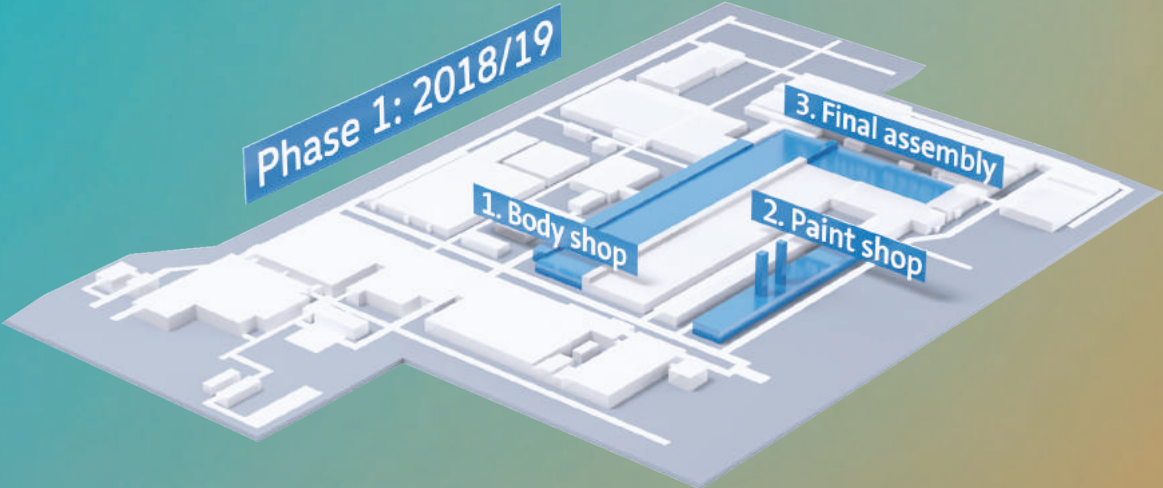 Phase 1: 2018/19
3. Final assembly
1. Body shop
2. Paint shop